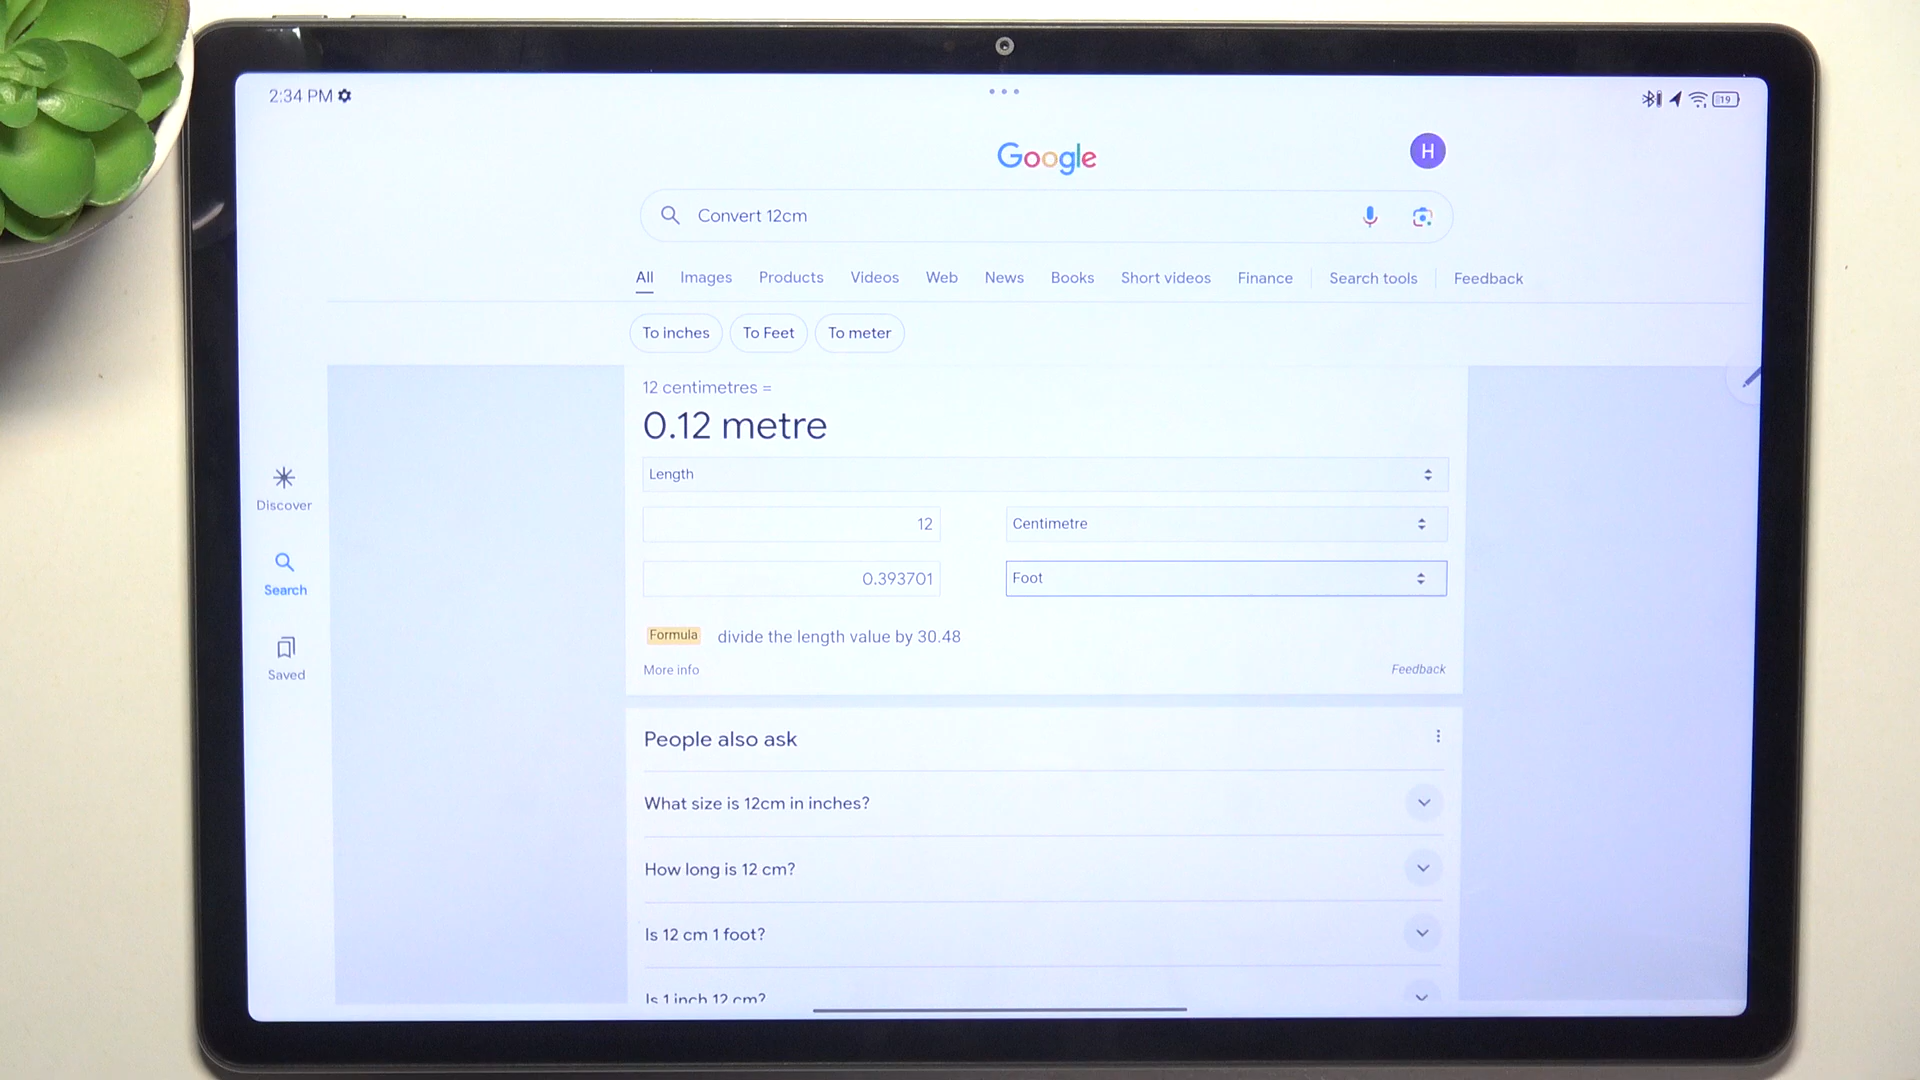 2:34 PM
19
Google
H
Convert 12cm
All Images Products Videos Web News Books Short videos Finance Search tools Feedback
To inches To Feet To meter
12 centimetres =
0.12 metre
Length
12 Centimetre
0.393701 Foot
Formula divide the length value by 30.48
More info Feedback
Discover
Search
Saved
People also ask
What size is 12cm in inches?
How long is 12 cm?
Is 12 cm 1 foot?
Is 1 inch 12 cm?